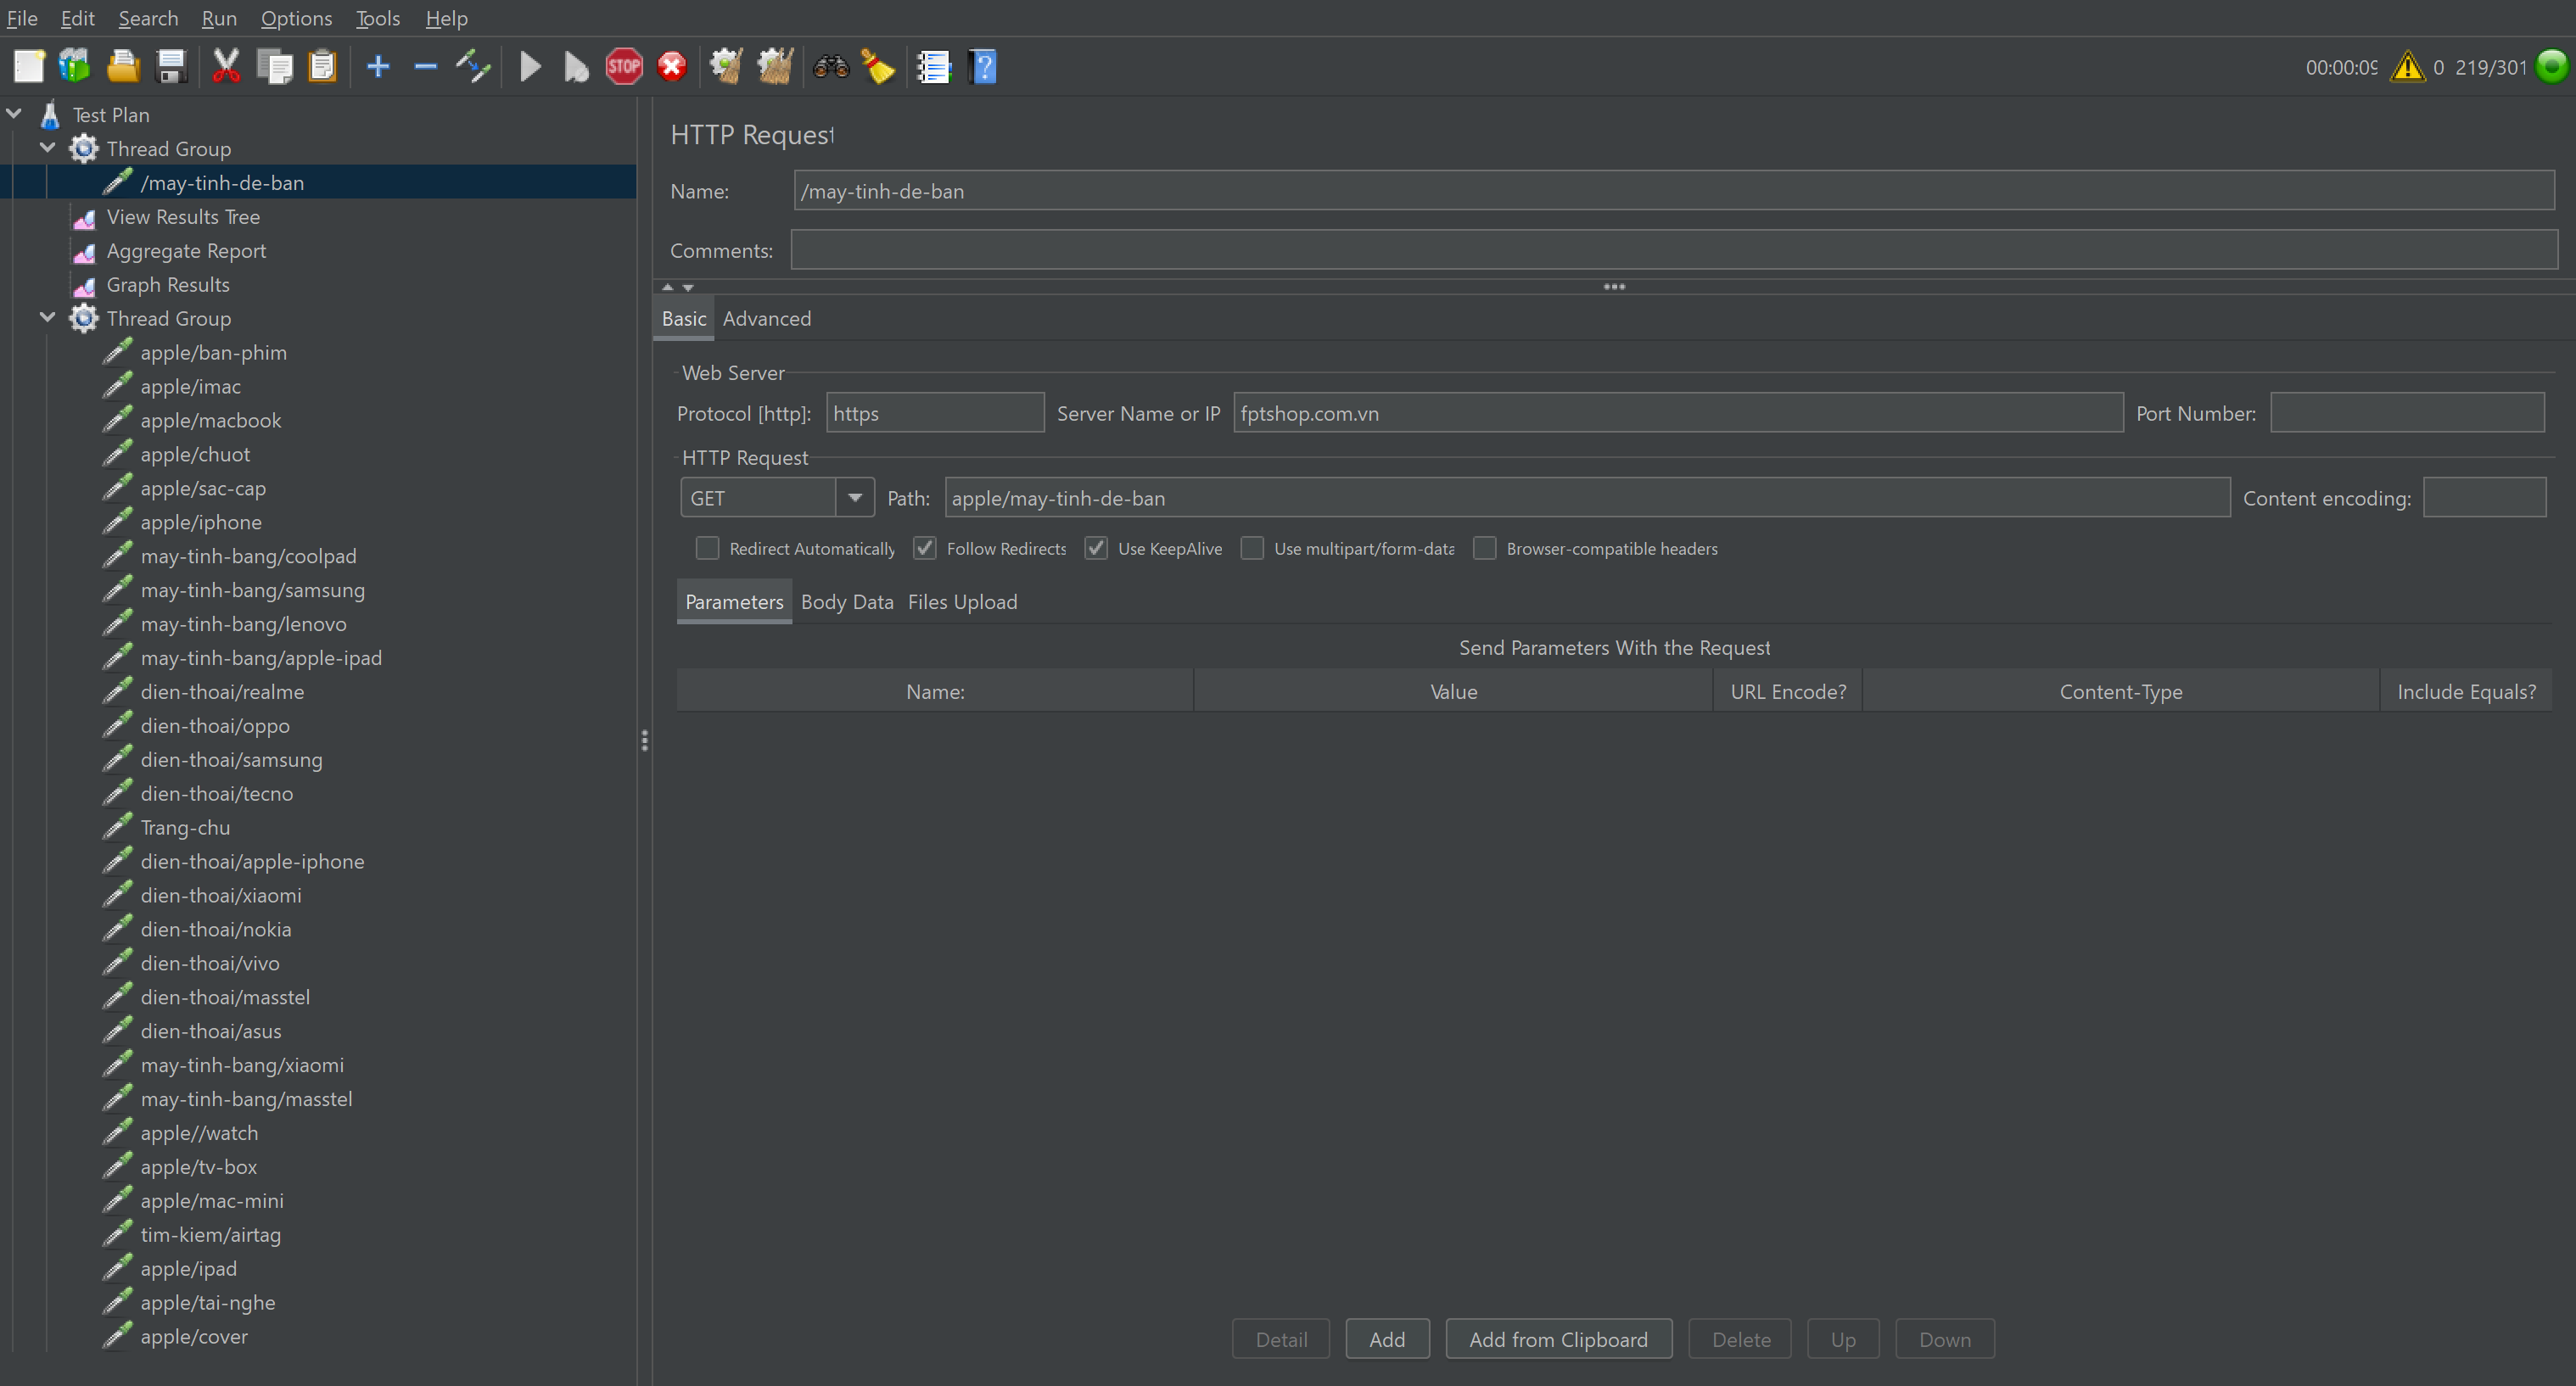 File Edit Search Run Options Tools Help
STOP ? 00:00:09 0 219/301
Test Plan
Thread Group
/may-tinh-de-ban
View Results Tree
Aggregate Report
Graph Results
Thread Group
apple/ban-phim
apple/imac
apple/macbook
apple/chuot
apple/sac-cap
apple/iphone
may-tinh-bang/coolpad
may-tinh-bang/samsung
may-tinh-bang/lenovo
may-tinh-bang/apple-ipad
dien-thoai/realme
dien-thoai/oppo
dien-thoai/samsung
dien-thoai/tecno
Trang-chu
dien-thoai/apple-iphone
dien-thoai/xiaomi
dien-thoai/nokia
dien-thoai/vivo
dien-thoai/masstel
dien-thoai/asus
may-tinh-bang/xiaomi
may-tinh-bang/masstel
apple//watch
apple/tv-box
apple/mac-mini
tim-kiem/airtag
apple/ipad
apple/tai-nghe
apple/cover
HTTP Request
Name: /may-tinh-de-ban
Comments:
Basic Advanced
Web Server
Protocol [http]: https Server Name or IP fptshop.com.vn Port Number:
HTTP Request
GET Path: apple/may-tinh-de-ban Content encoding:
Redirect Automatically Follow Redirects Use KeepAlive Use multipart/form-data Browser-compatible headers
Parameters Body Data Files Upload
Send Parameters With the Request
Name: Value URL Encode? Content-Type Include Equals?
Detail Add Add from Clipboard Delete Up Down